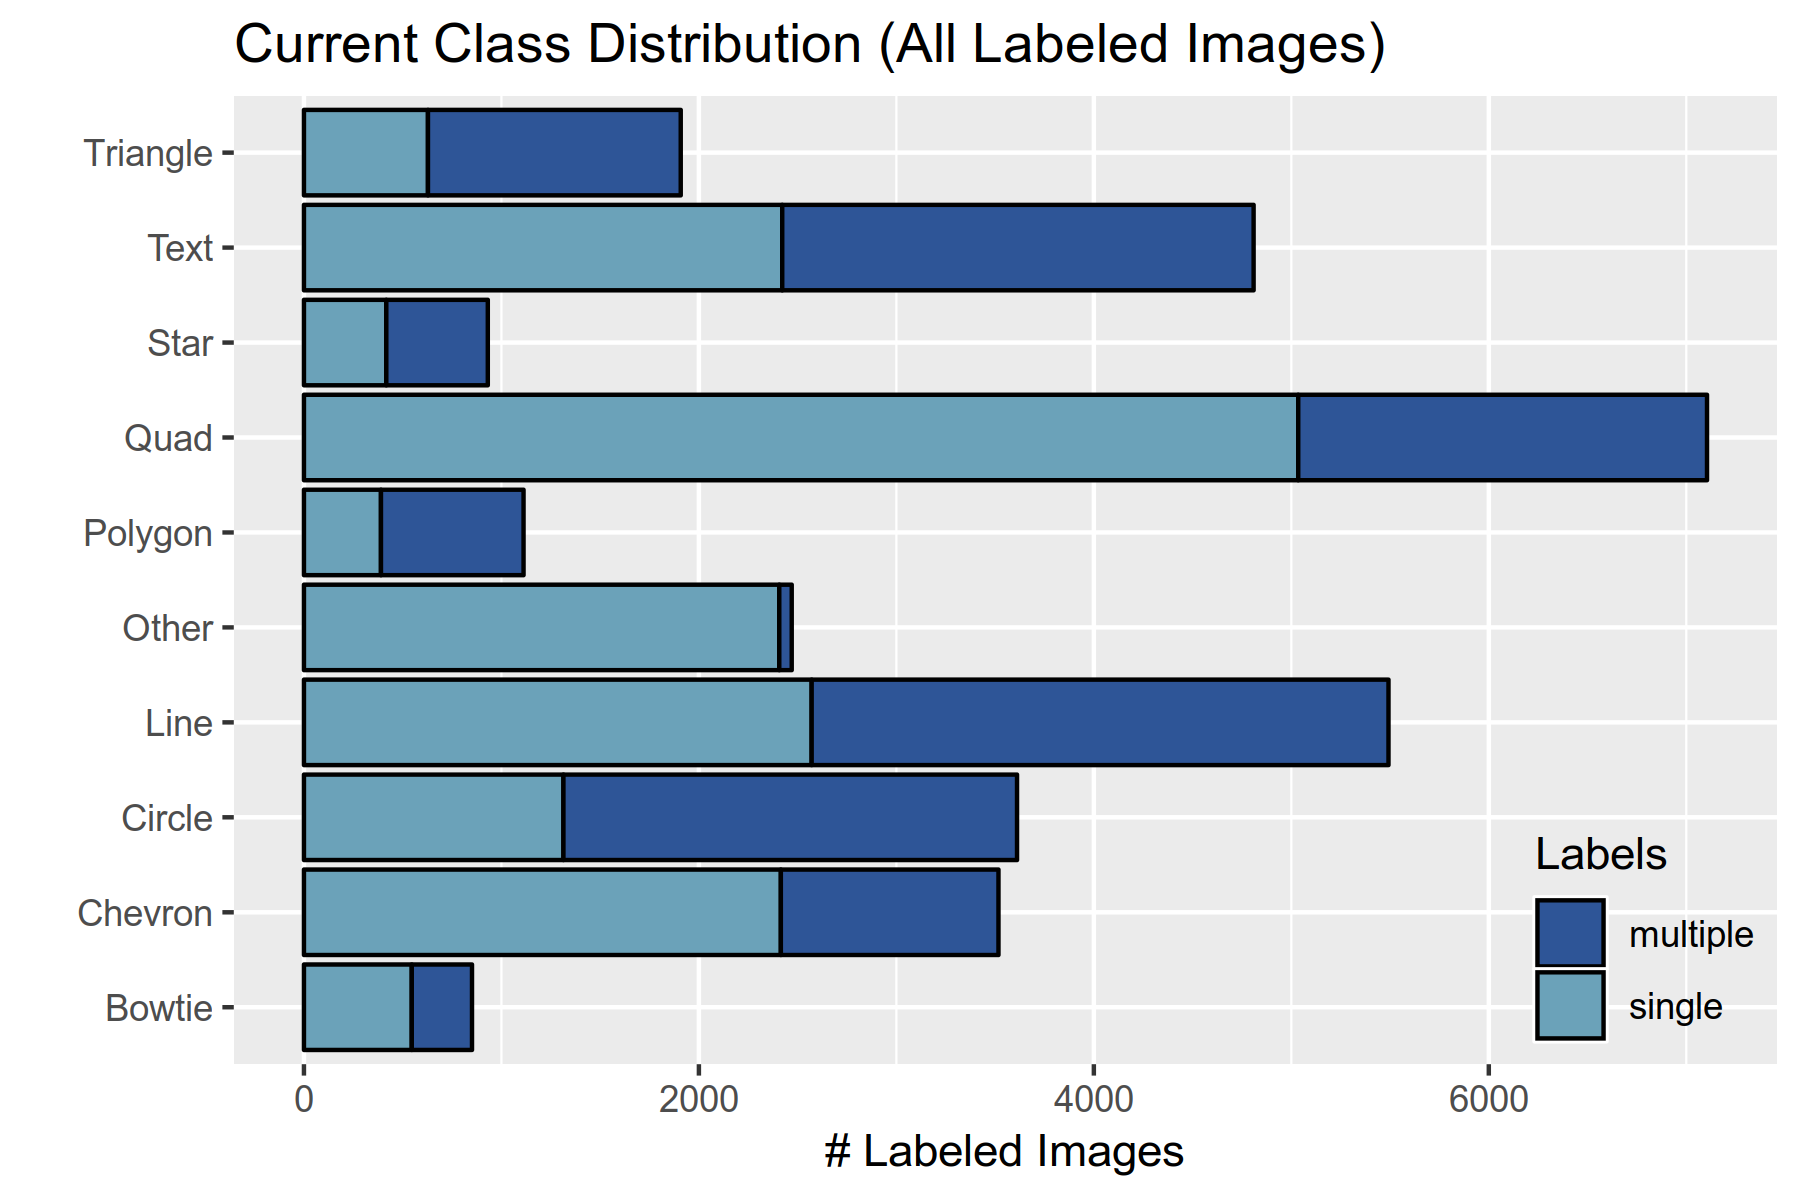 Current Class Distribution (All Labeled Images)
Triangle
Text
Star
Quad
Polygon
Other
Line
Circle
Chevron
Bowtie
Labels
multiple
single
0 2000 4000 6000
# Labeled Images